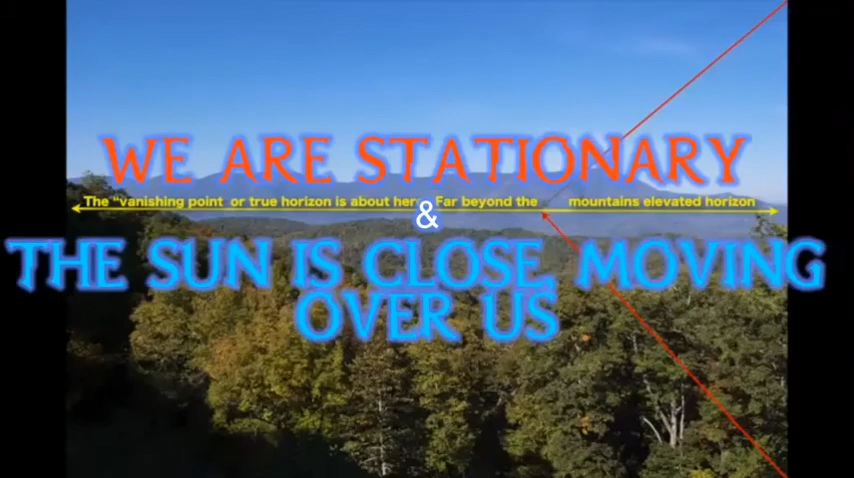 WE ARE STATIONARY
The "vanishing point or true horizon is about her Far beyond the mountains elevated horizon
&
THE SUN IS CLOSE, MOVING
OVER US